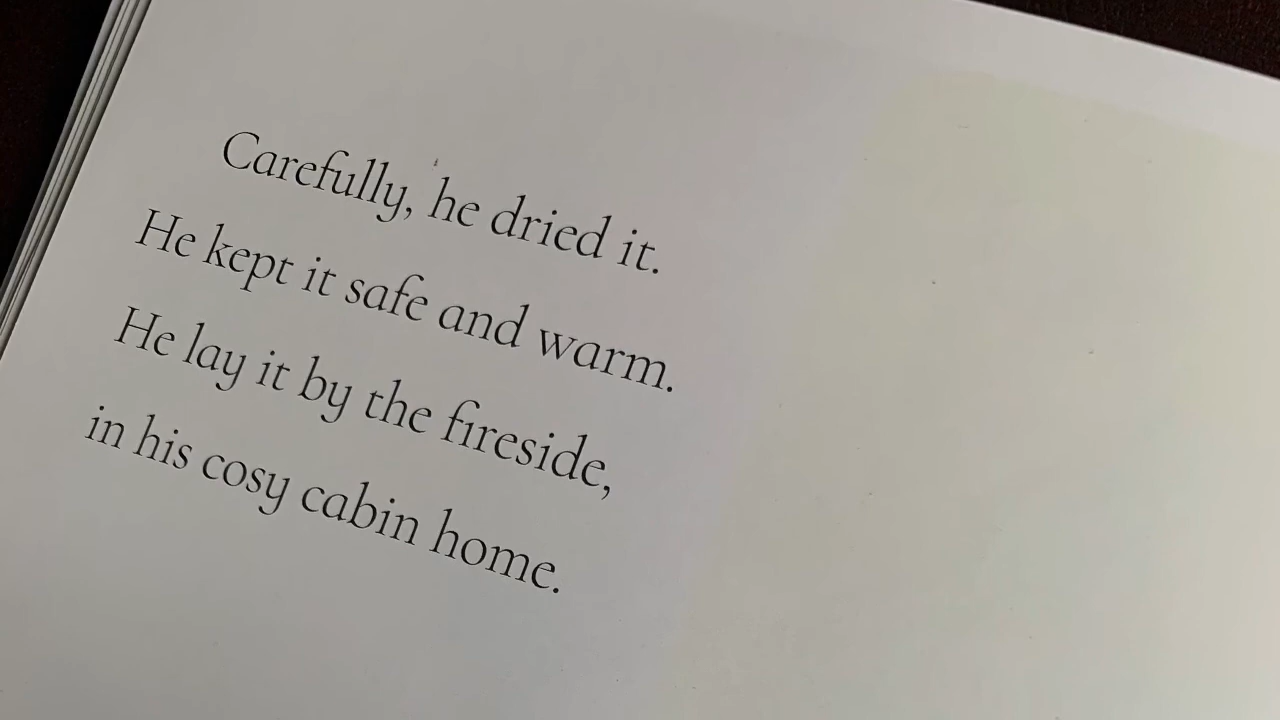 Carefully, he dried it.
He kept it safe and warm.
He lay it by the fireside,
in his cosy cabin home.